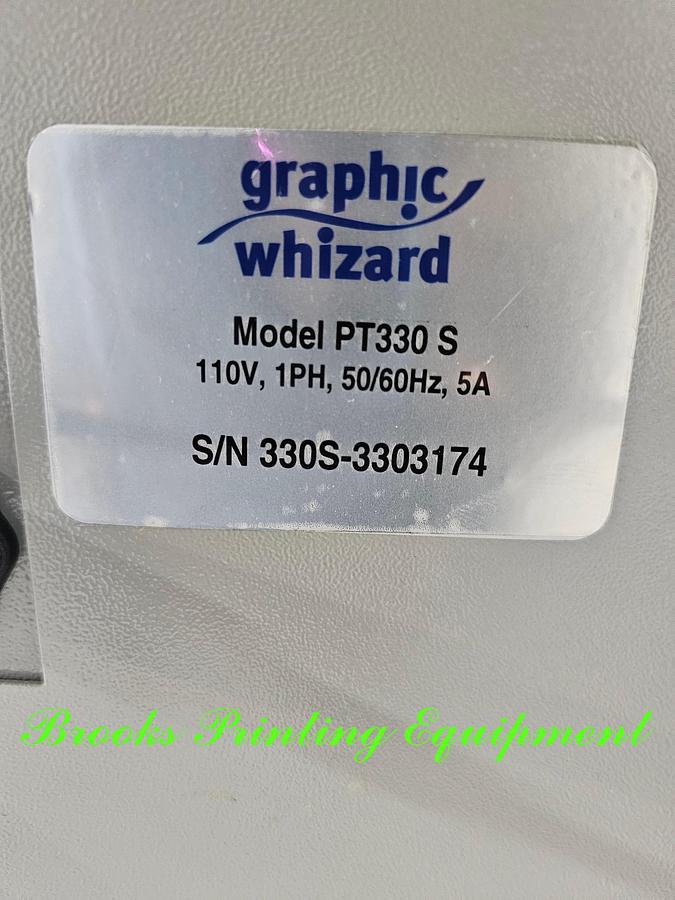 graphic
whizard
Model PT330 S
110V, 1PH, 50/60Hz, 5A
S/N 330S-3303174
Brooks Printing Equipment